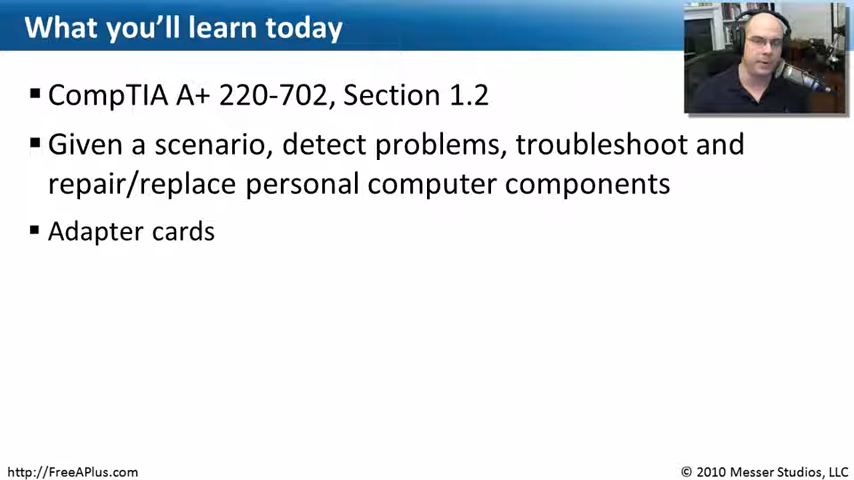 What you'll learn today
▪ CompTIA A+ 220-702, Section 1.2
▪ Given a scenario, detect problems, troubleshoot and
repair/replace personal computer components
▪ Adapter cards
http://FreeAPlus.com
© 2010 Messer Studios, LLC